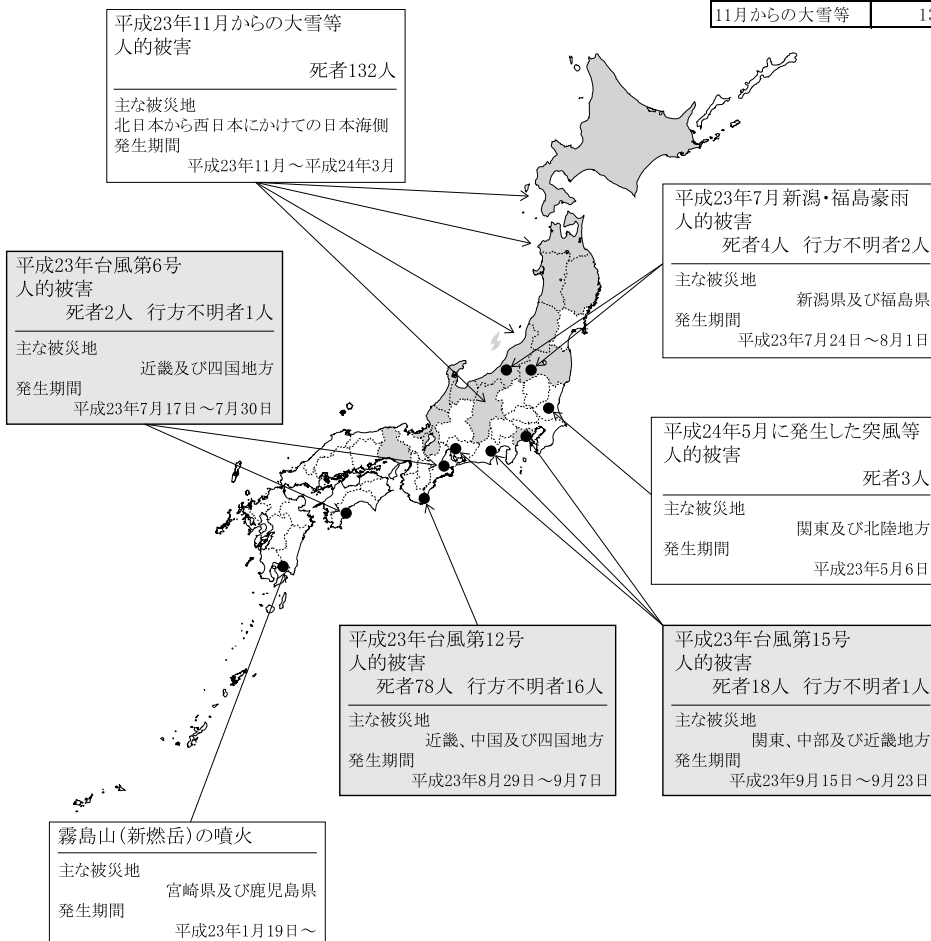 11月からの大雪等
平成23年11月からの大雪等
人的被害
死者132人
主な被災地
北日本から西日本にかけての日本海側
発生期間
平成23年11月～平成24年3月
平成23年7月新潟・福島豪雨
人的被害
死者4人 行方不明者2人
主な被災地
新潟県及び福島県
発生期間
平成23年7月24日～8月1日
平成23年台風第6号
人的被害
死者2人 行方不明者1人
主な被災地
近畿及び四国地方
発生期間
平成23年7月17日～7月30日
平成24年5月に発生した突風等
人的被害
死者3人
主な被災地
関東及び北陸地方
発生期間
平成23年5月6日
平成23年台風第12号
人的被害
死者78人 行方不明者16人
主な被災地
近畿、中国及び四国地方
発生期間
平成23年8月29日～9月7日
平成23年台風第15号
人的被害
死者18人 行方不明者1人
主な被災地
関東、中部及び近畿地方
発生期間
平成23年9月15日～9月23日
霧島山（新燃岳）の噴火
主な被災地
宮崎県及び鹿児島県
発生期間
平成23年1月19日～